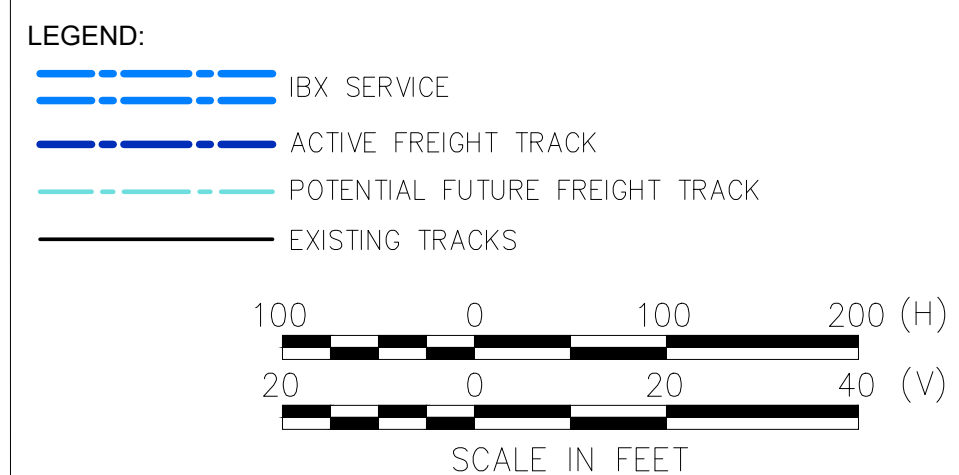 LEGEND:
IBX SERVICE
ACTIVE FREIGHT TRACK
POTENTIAL FUTURE FREIGHT TRACK
EXISTING TRACKS
100 0 100 200 (H)
20 0 20 40 (V)
SCALE IN FEET